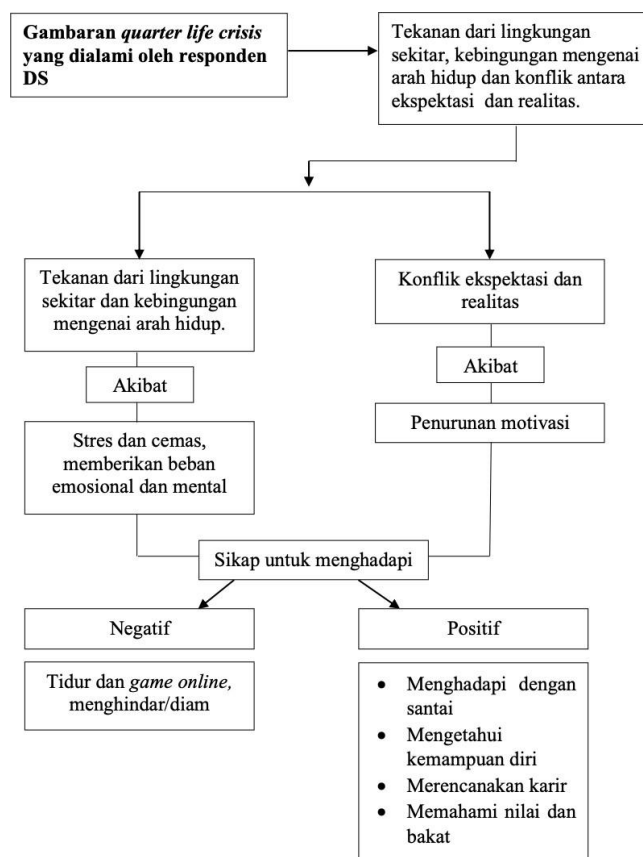 Gambaran quarter life crisis
yang dialami oleh responden
DS
Tekanan dari lingkungan
sekitar, kebingungan mengenai
arah hidup dan konflik antara
ekspektasi dan realitas.
Tekanan dari lingkungan
sekitar dan kebingungan
mengenai arah hidup.
Konflik ekspektasi dan
realitas
Akibat
Akibat
Stres dan cemas,
memberikan beban
emosional dan mental
Penurunan motivasi
Sikap untuk menghadapi
Negatif
Positif
Tidur dan game online,
menghindar/diam
• Menghadapi dengan
santai
• Mengetahui
kemampuan diri
• Merencanakan karir
• Memahami nilai dan
bakat